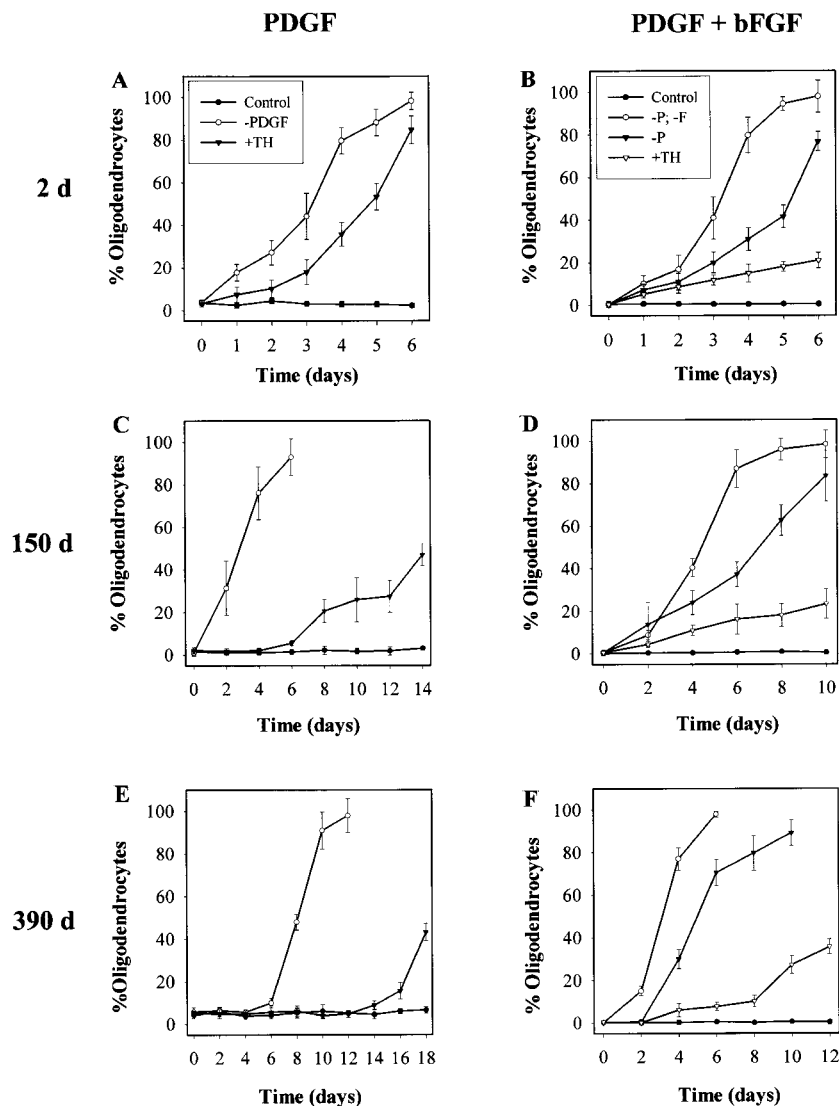 PDGF
PDGF + bFGF
2 d
A
Control
-PDGF
+TH
% Oligodendrocytes
100
80
60
40
20
0
0 1 2 3 4 5 6
Time (days)
B
Control
-P; -F
-P
+TH
% Oligodendrocytes
100
80
60
40
20
0
0 1 2 3 4 5 6
Time (days)
150 d
C
% Oligodendrocytes
100
80
60
40
20
0
0 2 4 6 8 10 12 14
Time (days)
D
% Oligodendrocytes
100
80
60
40
20
0
0 2 4 6 8 10
Time (days)
390 d
E
%Oligodendrocytes
100
80
60
40
20
0
0 2 4 6 8 10 12 14 16 18
Time (days)
F
% Oligodendrocytes
100
80
60
40
20
0
0 2 4 6 8 10 12
Time (days)